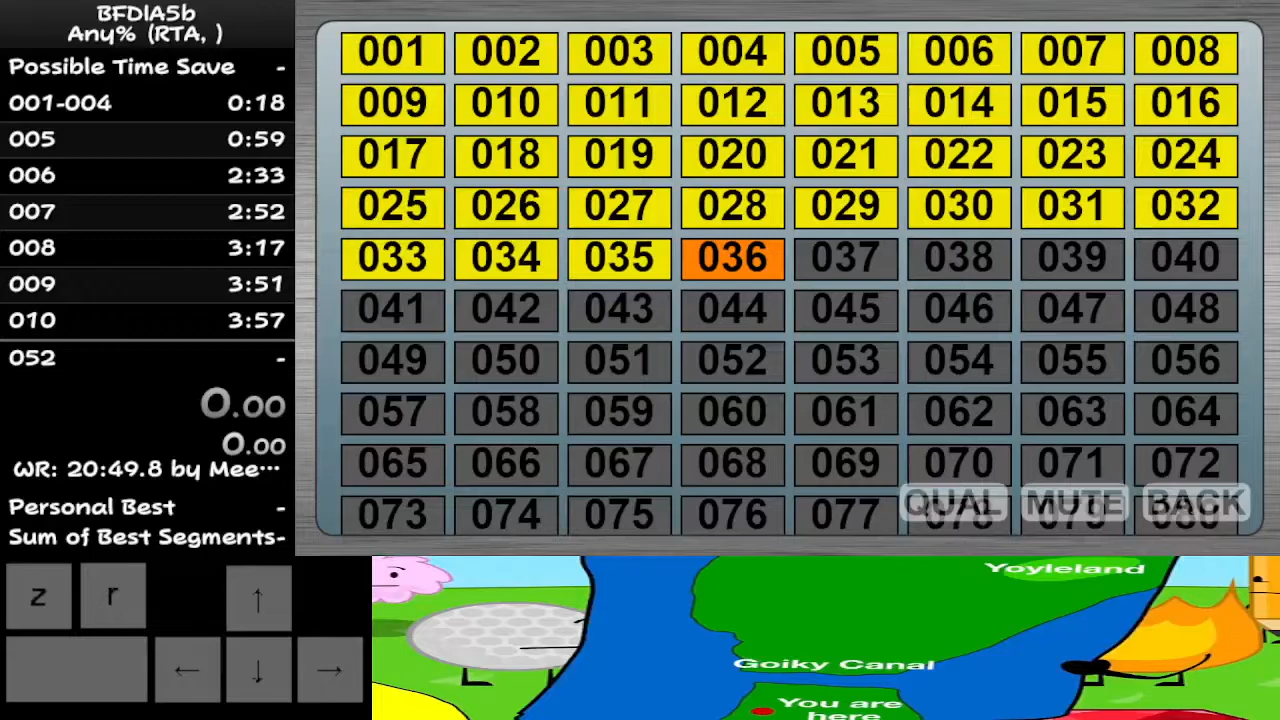 BFDIA5b
Any% (RTA, )
Possible Time Save -
001-004 0:18
005 0:59
006 2:33
007 2:52
008 3:17
009 3:51
010 3:57
052 -
0.00
0.00
WR: 20:49.8 by Mee...
Personal Best -
Sum of Best Segments-
z r ↑
← ↓ →
001 002 003 004 005 006 007 008
009 010 011 012 013 014 015 016
017 018 019 020 021 022 023 024
025 026 027 028 029 030 031 032
033 034 035 036 037 038 039 040
041 042 043 044 045 046 047 048
049 050 051 052 053 054 055 056
057 058 059 060 061 062 063 064
065 066 067 068 069 070 071 072
073 074 075 076 077
QUAL MUTE BACK
Yoyleland
Goiky Canal
You are
here